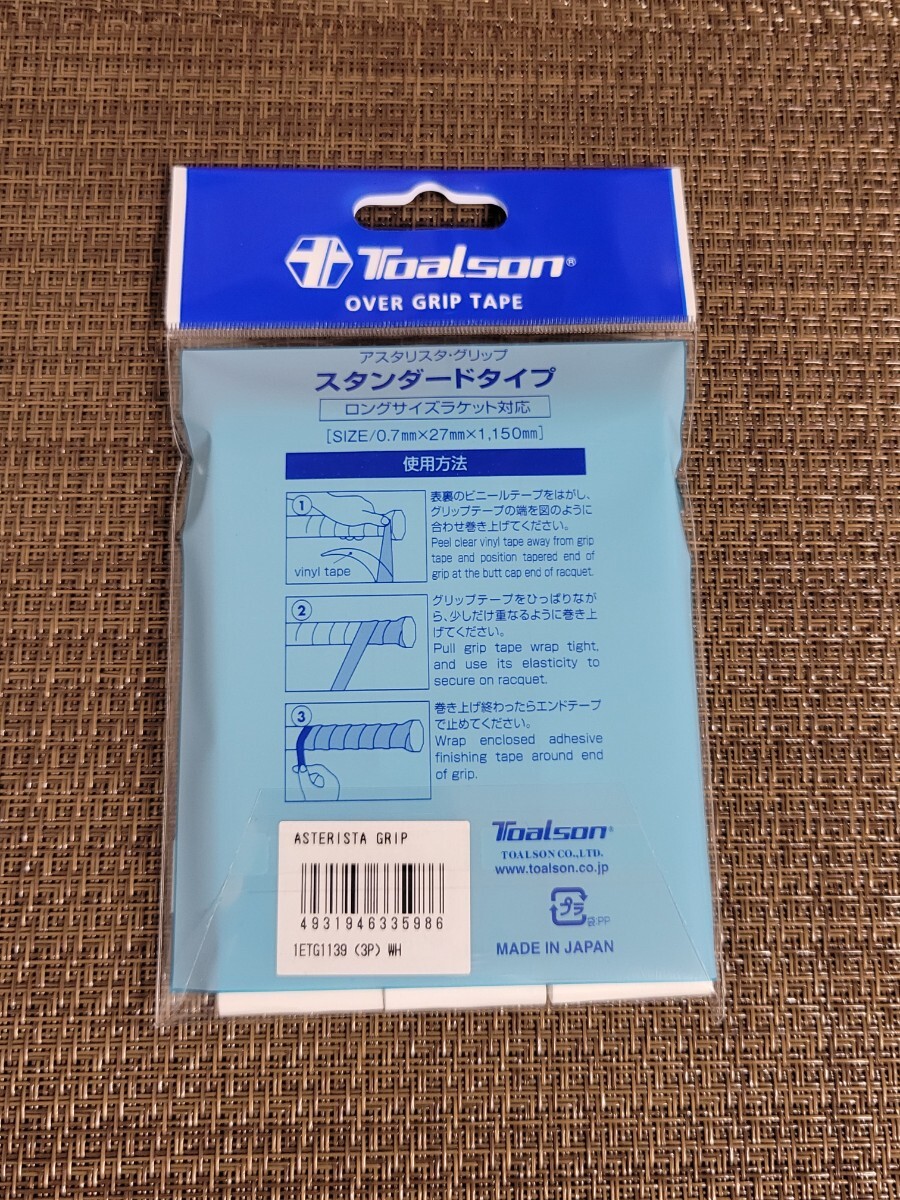 Toalson®
OVER GRIP TAPE
アスタリスタ・グリップ
スタンダードタイプ
ロングサイズラケット対応
[SIZE/0.7mm×27mm×1,150mm]
使用方法
1
vinyl tape
表裏のビニールテープをはがし、
グリップテープの端を図のように
合わせ巻き上げてください。
Peel clear vinyl tape away from grip
tape and position tapered end of
grip at the butt cap end of racquet.
2
グリップテープをひっぱりなが
ら、少しだけ重なるように巻き上
げてください。
Pull grip tape wrap tight,
and use its elasticity to
secure on racquet.
3
巻き上げ終わったらエンドテープ
で止めてください。
Wrap enclosed adhesive
finishing tape around end
of grip.
ASTERISTA GRIP
4931946335986
1ETG1139 (3P) WH
Toalson®
TOALSON CO.,LTD.
www.toalson.co.jp
プラ
袋:PP
MADE IN JAPAN